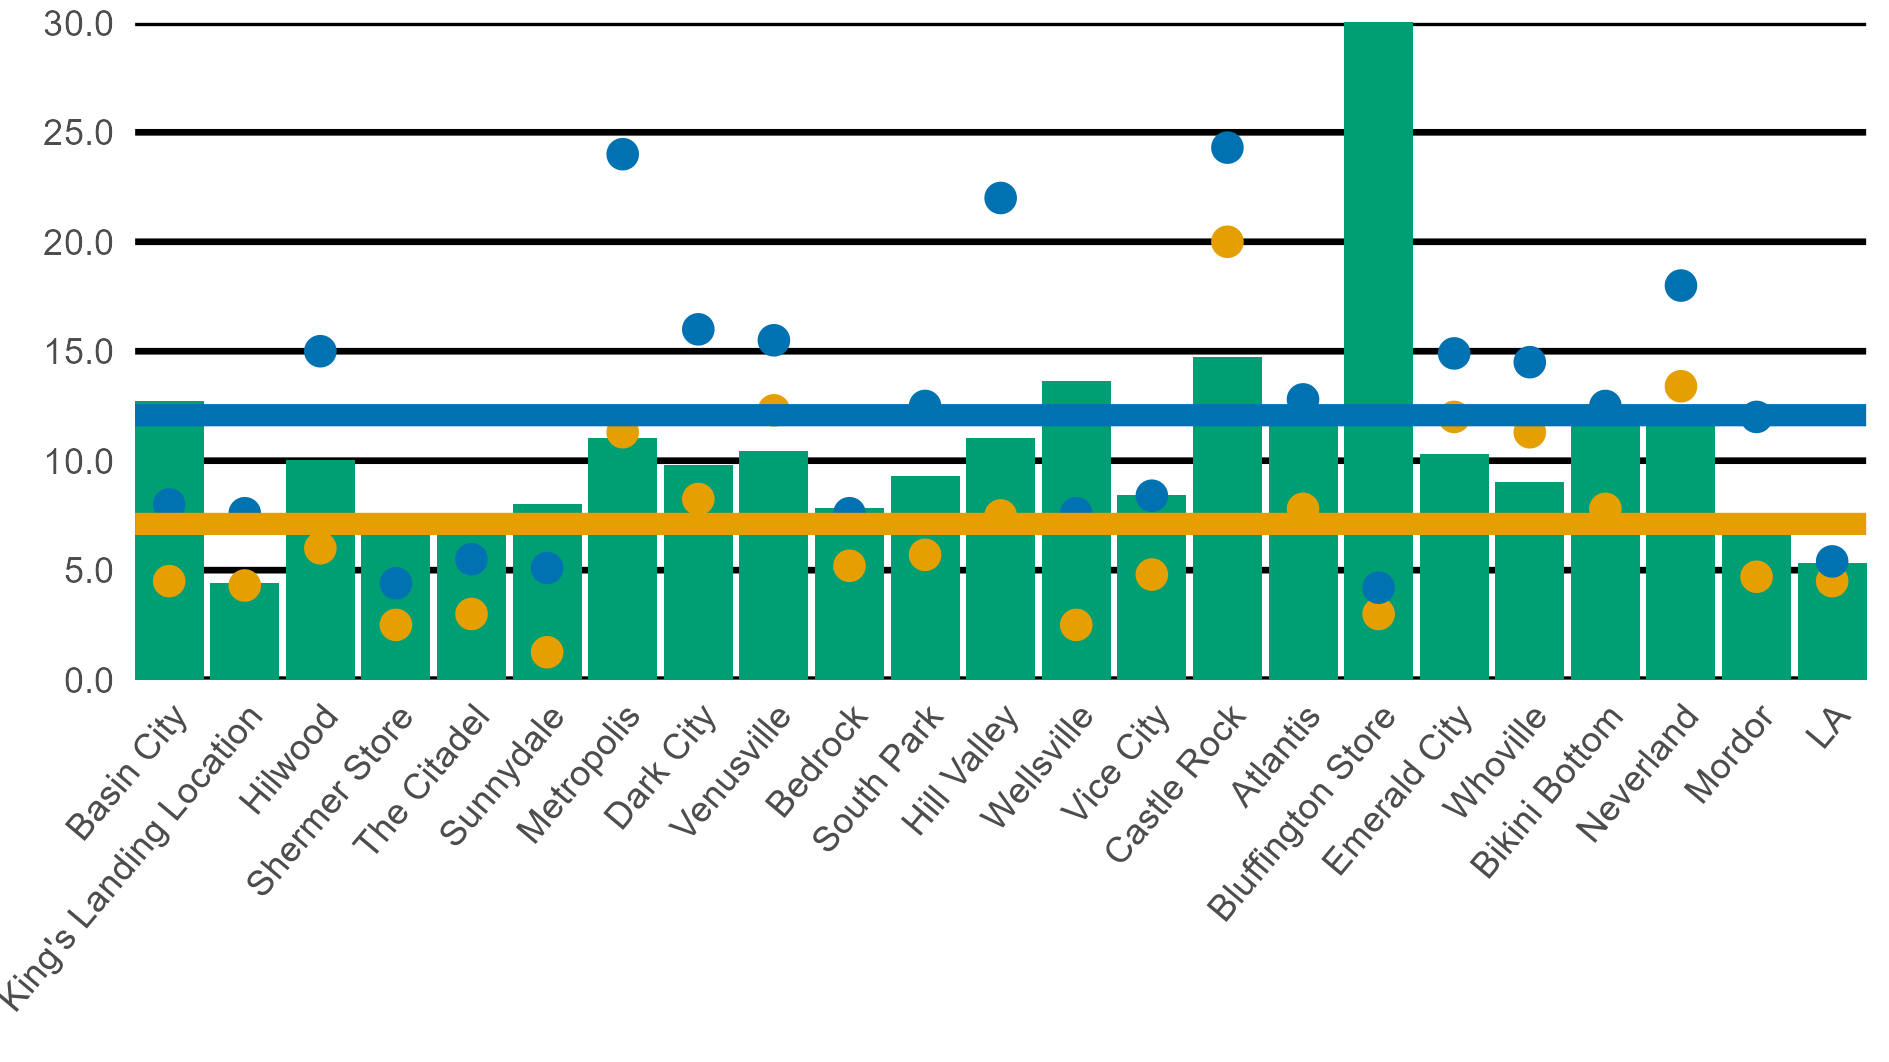 30.0
25.0
20.0
15.0
10.0
5.0
0.0
Basin City
King's Landing Location
Hilwood
Shermer Store
The Citadel
Sunnydale
Metropolis
Dark City
Venusville
Bedrock
South Park
Hill Valley
Wellsville
Vice City
Castle Rock
Atlantis
Bluffington Store
Emerald City
Whoville
Bikini Bottom
Neverland
Mordor
LA